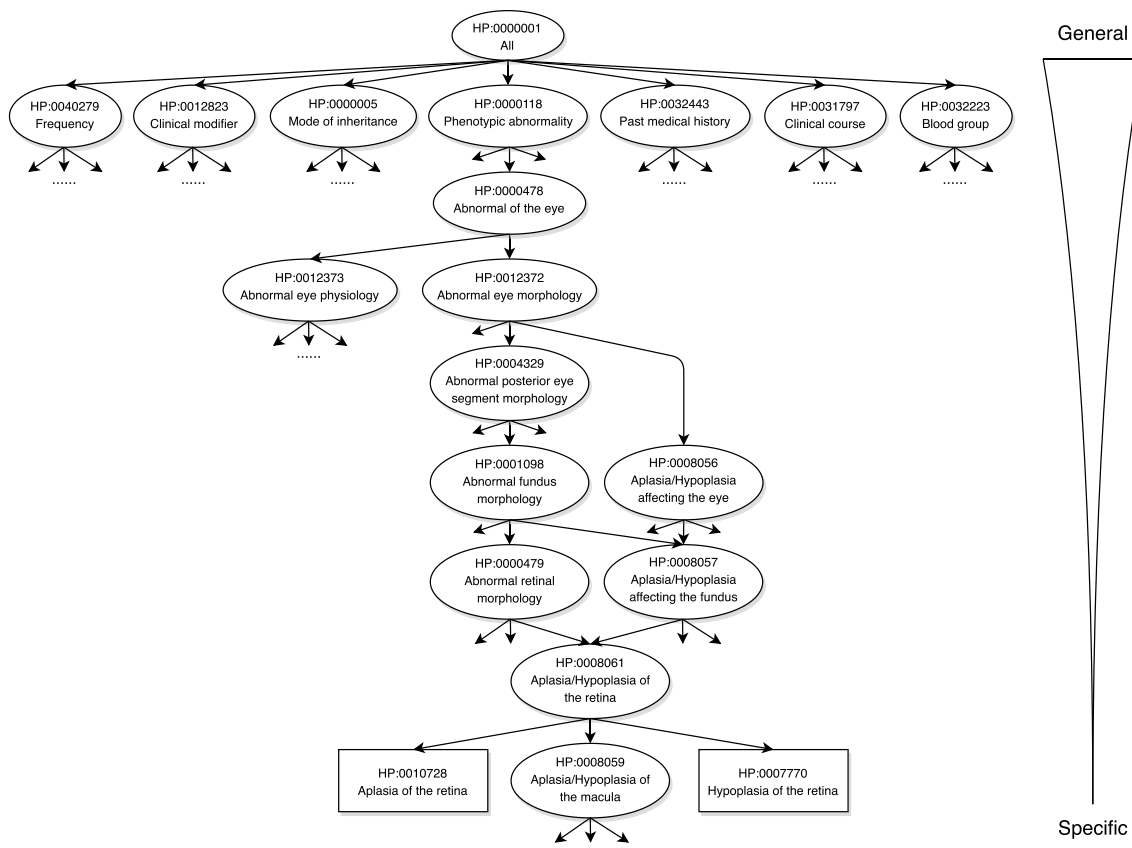 HP:0000001
All
General
HP:0040279
Frequency
HP:0012823
Clinical modifier
HP:0000005
Mode of inheritance
HP:0000118
Phenotypic abnormality
HP:0032443
Past medical history
HP:0031797
Clinical course
HP:0032223
Blood group
......
......
......
......
......
......
HP:0000478
Abnormal of the eye
HP:0012373
Abnormal eye physiology
HP:0012372
Abnormal eye morphology
......
HP:0004329
Abnormal posterior eye
segment morphology
HP:0001098
Abnormal fundus
morphology
HP:0008056
Aplasia/Hypoplasia
affecting the eye
HP:0000479
Abnormal retinal
morphology
HP:0008057
Aplasia/Hypoplasia
affecting the fundus
HP:0008061
Aplasia/Hypoplasia of
the retina
HP:0010728
Aplasia of the retina
HP:0008059
Aplasia/Hypoplasia of
the macula
HP:0007770
Hypoplasia of the retina
Specific